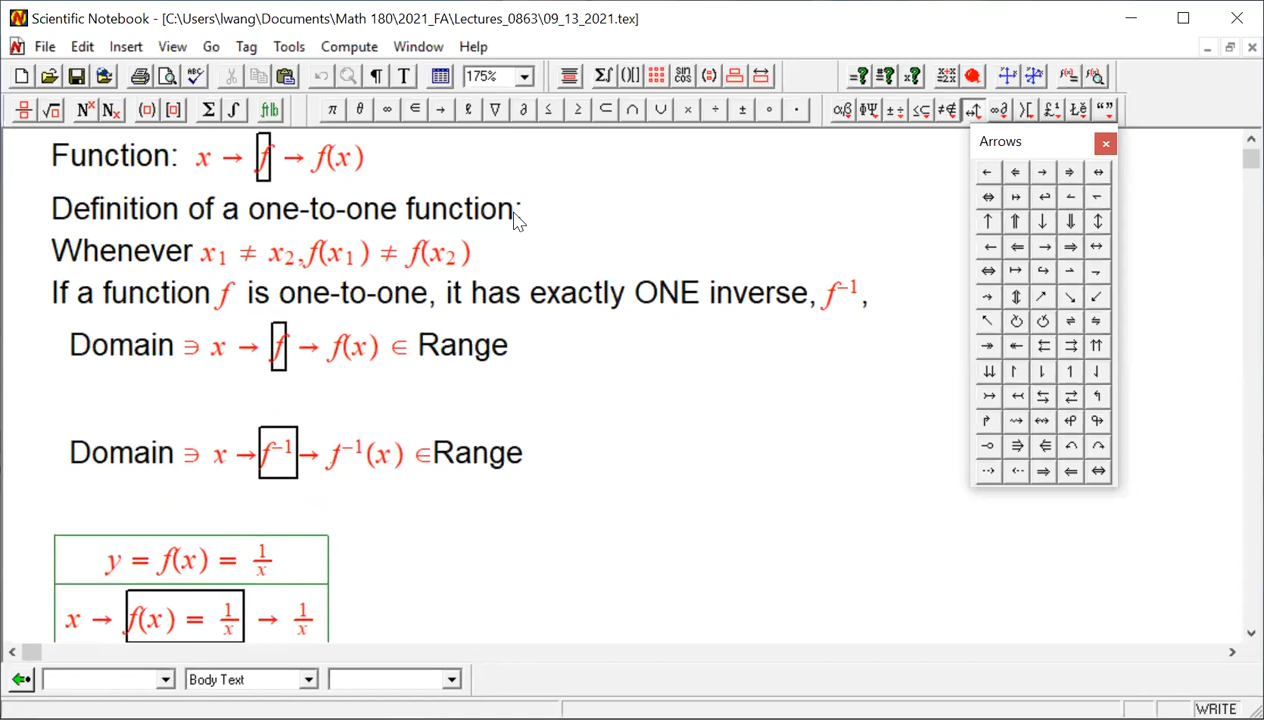 Scientific Notebook - [C:\Users\lwang\Documents\Math 180\2021_FA\Lectures_0863\09_13_2021.tex]
File Edit Insert View Go Tag Tools Compute Window Help
175%
Arrows
Function: x → f → f(x)
Definition of a one-to-one function:
Whenever x₁ ≠ x₂, f(x₁) ≠ f(x₂)
If a function f is one-to-one, it has exactly ONE inverse, f⁻¹,
Domain ∋ x → f → f(x) ∈ Range
Domain ∋ x → f⁻¹ → f⁻¹(x) ∈Range
y = f(x) = 1/x
x → f(x) = 1/x → 1/x
Body Text
WRITE